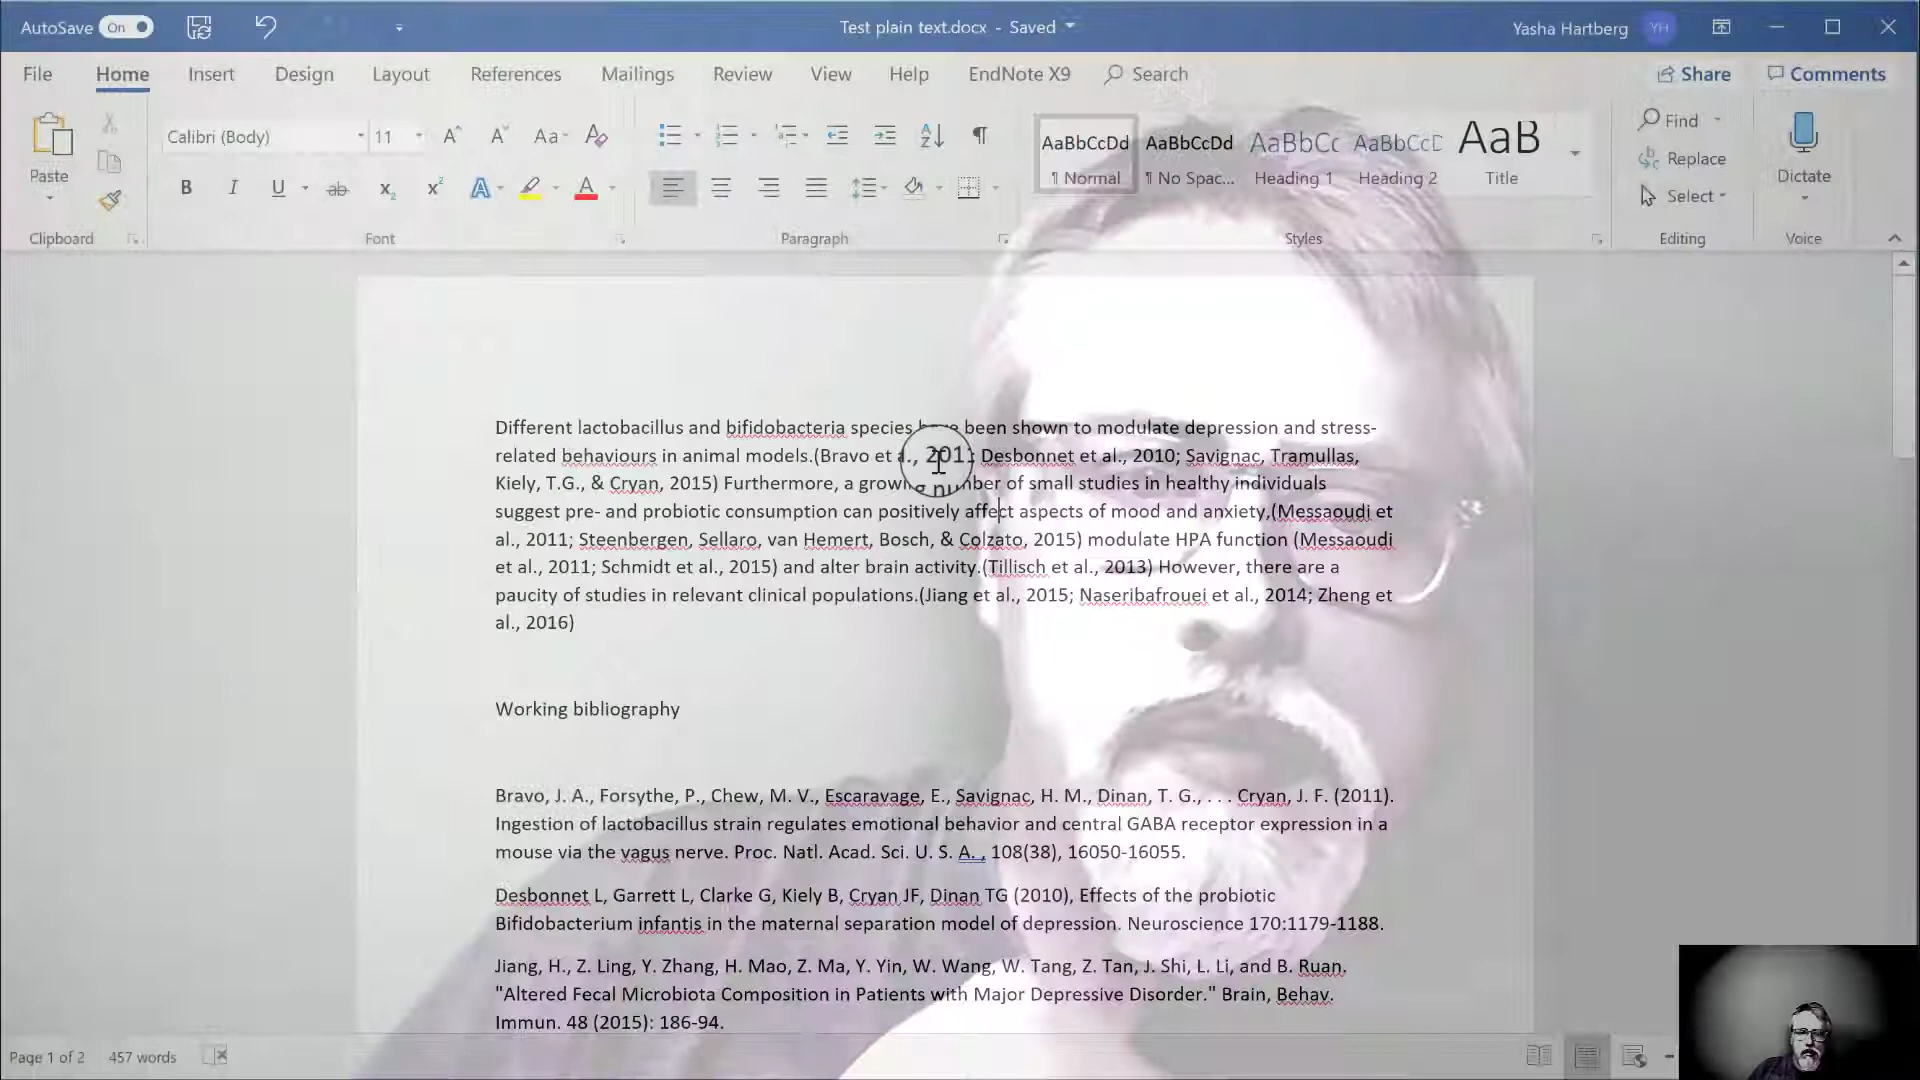 AutoSave On Test plain text.docx - Saved Yasha Hartberg YH
File Home Insert Design Layout References Mailings Review View Help EndNote X9 Search Share Comments
Paste
Clipboard
Calibri (Body) 11
Font
Paragraph
AaBbCcDd AaBbCcDd AaBbCc AaBbCcD AaB
¶ Normal ¶ No Spac... Heading 1 Heading 2 Title
Styles
Find
Replace
Select
Editing
Dictate
Voice
Different lactobacillus and bifidobacteria species have been shown to modulate depression and stress-
related behaviours in animal models.(Bravo et al., 2011; Desbonnet et al., 2010; Savignac, Tramullas,
Kiely, T.G., & Cryan, 2015) Furthermore, a growing number of small studies in healthy individuals
suggest pre- and probiotic consumption can positively affect aspects of mood and anxiety,(Messaoudi et
al., 2011; Steenbergen, Sellaro, van Hemert, Bosch, & Colzato, 2015) modulate HPA function (Messaoudi
et al., 2011; Schmidt et al., 2015) and alter brain activity.(Tillisch et al., 2013) However, there are a
paucity of studies in relevant clinical populations.(Jiang et al., 2015; Naseribafrouei et al., 2014; Zheng et
al., 2016)
Working bibliography
Bravo, J. A., Forsythe, P., Chew, M. V., Escaravage, E., Savignac, H. M., Dinan, T. G., . . . Cryan, J. F. (2011).
Ingestion of lactobacillus strain regulates emotional behavior and central GABA receptor expression in a
mouse via the vagus nerve. Proc. Natl. Acad. Sci. U. S. A. , 108(38), 16050-16055.
Desbonnet L, Garrett L, Clarke G, Kiely B, Cryan JF, Dinan TG (2010), Effects of the probiotic
Bifidobacterium infantis in the maternal separation model of depression. Neuroscience 170:1179-1188.
Jiang, H., Z. Ling, Y. Zhang, H. Mao, Z. Ma, Y. Yin, W. Wang, W. Tang, Z. Tan, J. Shi, L. Li, and B. Ruan.
"Altered Fecal Microbiota Composition in Patients with Major Depressive Disorder." Brain, Behav.
Immun. 48 (2015): 186-94.
Page 1 of 2 457 words